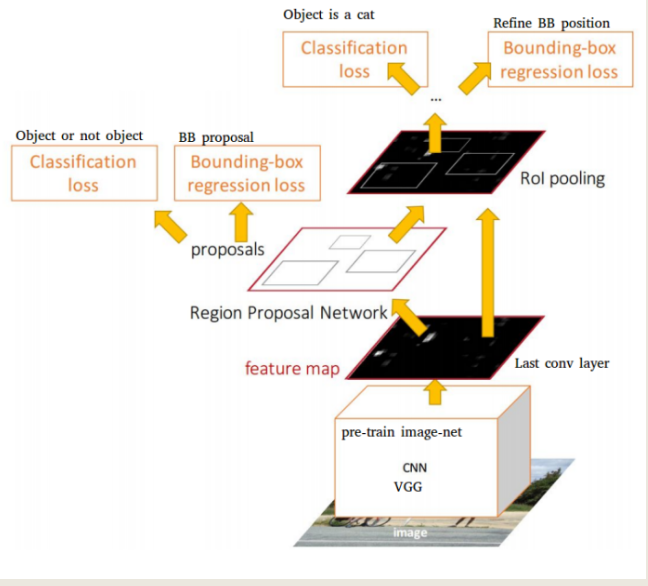 Object is a cat
Refine BB position
Classification
loss
Bounding-box
regression loss
...
Object or not object
BB proposal
Classification
loss
Bounding-box
regression loss
RoI pooling
proposals
Region Proposal Network
feature map
Last conv layer
pre-train image-net
CNN
VGG
image